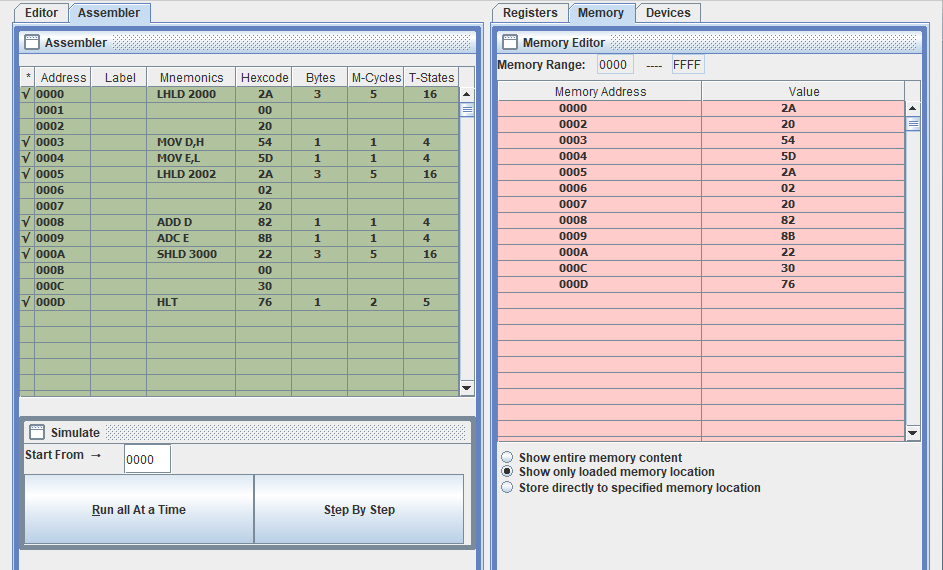 Editor Assembler
Assembler
* Address Label Mnemonics Hexcode Bytes M-Cycles T-States
√ 0000 LHLD 2000 2A 3 5 16
0001 00
0002 20
√ 0003 MOV D,H 54 1 1 4
√ 0004 MOV E,L 5D 1 1 4
√ 0005 LHLD 2002 2A 3 5 16
0006 02
0007 20
√ 0008 ADD D 82 1 1 4
√ 0009 ADC E 8B 1 1 4
√ 000A SHLD 3000 22 3 5 16
000B 00
000C 30
√ 000D HLT 76 1 2 5
Simulate
Start From → 0000
Run all At a Time Step By Step
Registers Memory Devices
Memory Editor
Memory Range: 0000 ---- FFFF
Memory Address Value
0000 2A
0002 20
0003 54
0004 5D
0005 2A
0006 02
0007 20
0008 82
0009 8B
000A 22
000C 30
000D 76
Show entire memory content
Show only loaded memory location
Store directly to specified memory location